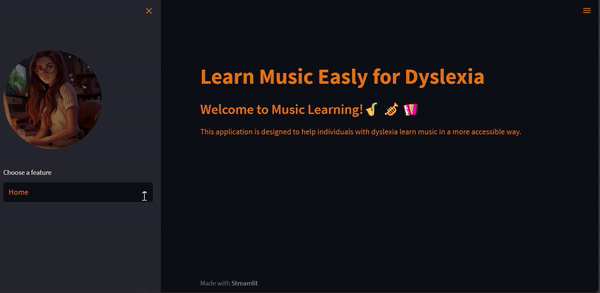 Choose a feature
Home
Learn Music Easly for Dyslexia
Welcome to Music Learning!🎷 🎺 🪗
This application is designed to help individuals with dyslexia learn music in a more accessible way.
Made with Streamlit